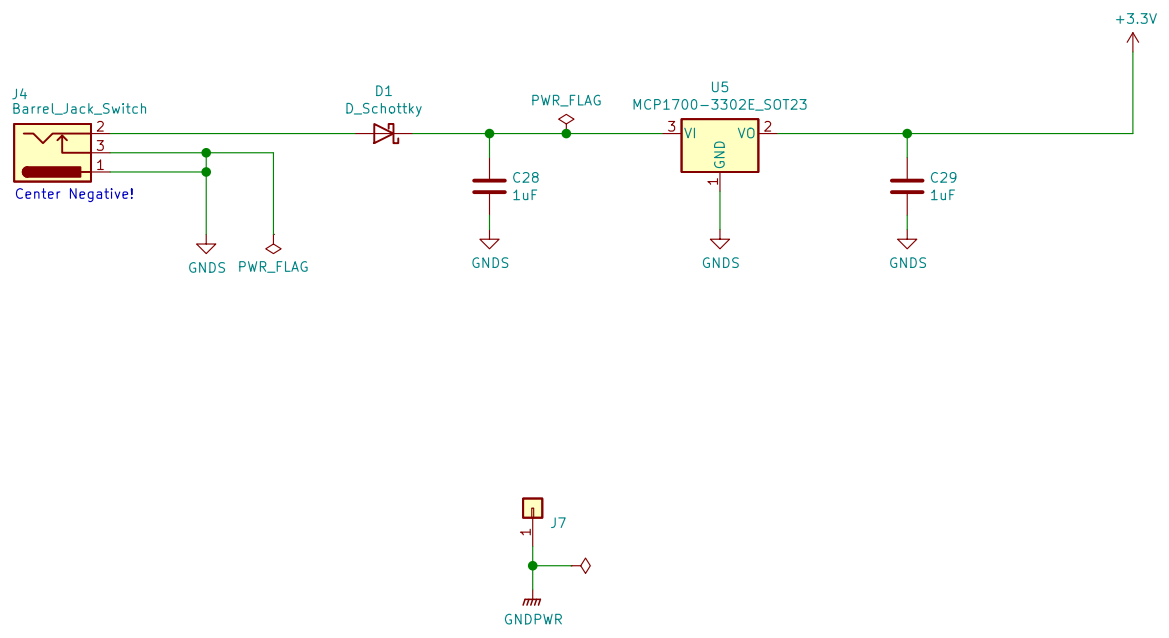 +3.3V
J4
Barrel_Jack_Switch
2
3
1
Center Negative!
GNDS
PWR_FLAG
D1
D_Schottky
C28
1uF
GNDS
PWR_FLAG
U5
MCP1700-3302E_SOT23
3
VI
VO
2
GND
1
GNDS
C29
1uF
GNDS
J7
1
GNDPWR